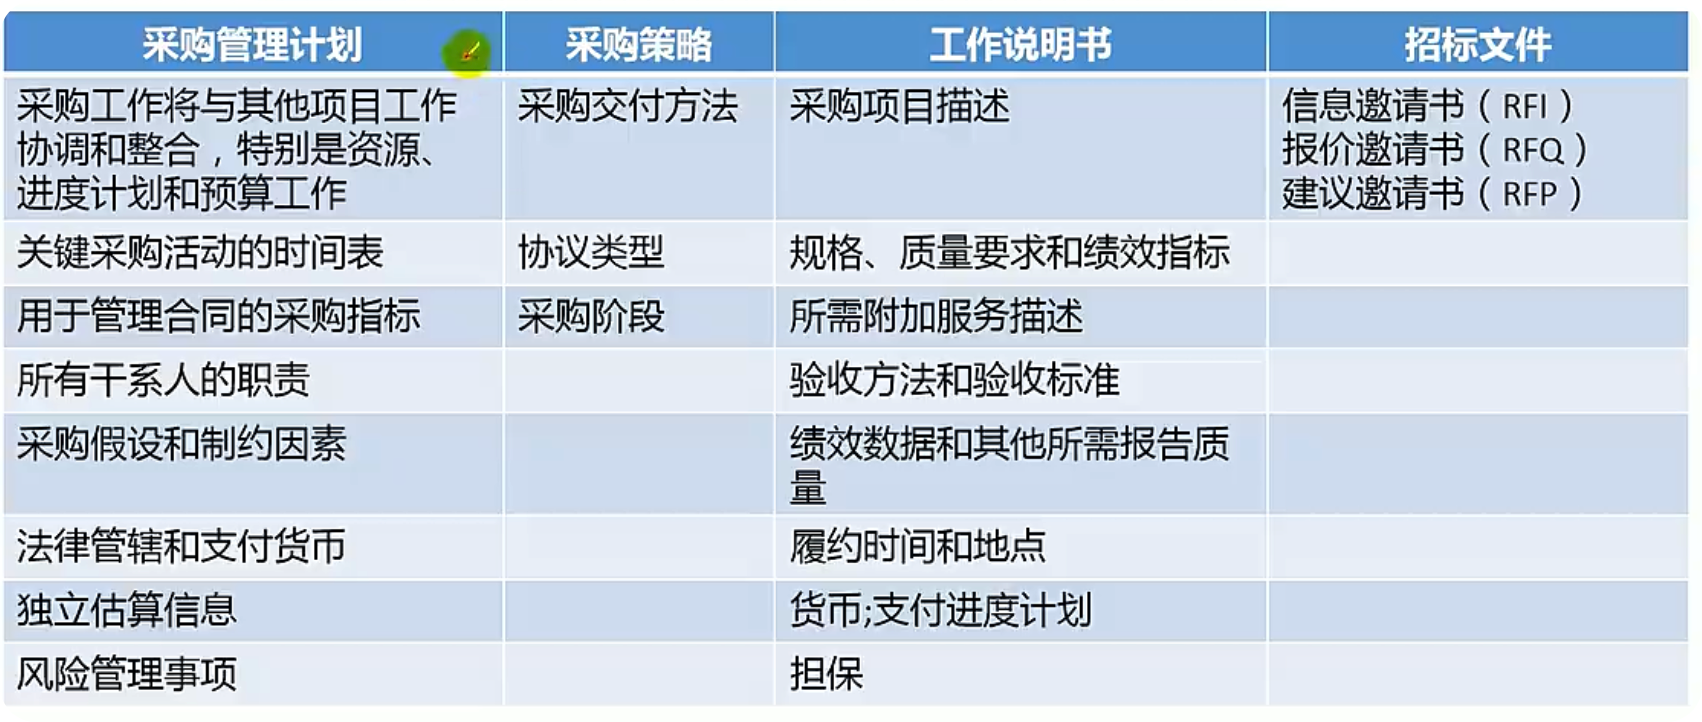 采购管理计划 采购策略 工作说明书 招标文件
采购工作将与其他项目工作
协调和整合，特别是资源、
进度计划和预算工作
采购交付方法
采购项目描述
信息邀请书（RFI）
报价邀请书（RFQ）
建议邀请书（RFP）
关键采购活动的时间表 协议类型 规格、质量要求和绩效指标
用于管理合同的采购指标 采购阶段 所需附加服务描述
所有干系人的职责 验收方法和验收标准
采购假设和制约因素
绩效数据和其他所需报告质
量
法律管辖和支付货币 履约时间和地点
独立估算信息 货币;支付进度计划
风险管理事项 担保